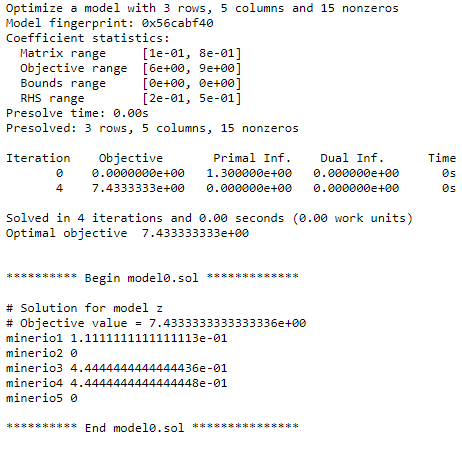 Optimize a model with 3 rows, 5 columns and 15 nonzeros
Model fingerprint: 0x56cabf40
Coefficient statistics:
  Matrix range     [1e-01, 8e-01]
  Objective range  [6e+00, 9e+00]
  Bounds range     [0e+00, 0e+00]
  RHS range        [2e-01, 5e-01]
Presolve time: 0.00s
Presolved: 3 rows, 5 columns, 15 nonzeros

Iteration    Objective       Primal Inf.    Dual Inf.      Time
       0    0.0000000e+00   1.300000e+00   0.000000e+00      0s
       4    7.4333333e+00   0.000000e+00   0.000000e+00      0s

Solved in 4 iterations and 0.00 seconds (0.00 work units)
Optimal objective  7.433333333e+00

********** Begin model0.sol *************

# Solution for model z
# Objective value = 7.4333333333333336e+00
minerio1 1.1111111111111113e-01
minerio2 0
minerio3 4.4444444444444436e-01
minerio4 4.4444444444444448e-01
minerio5 0

********** End model0.sol ***************